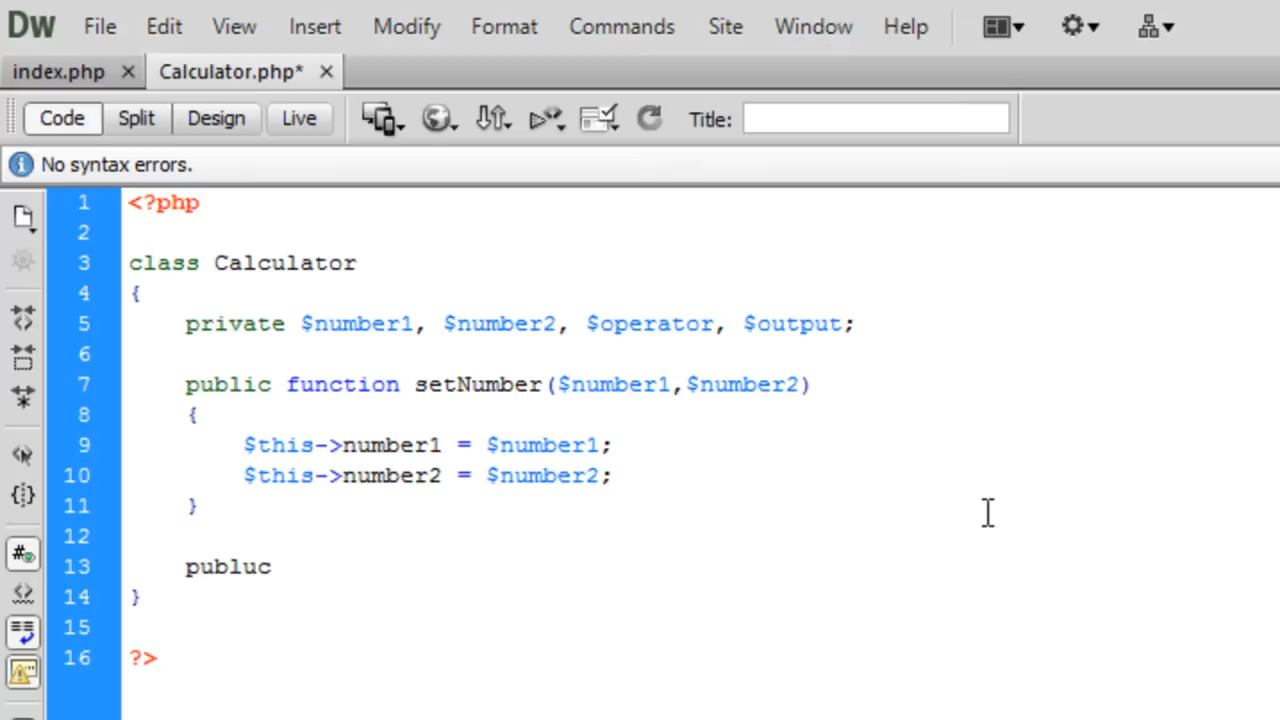 DW File Edit View Insert Modify Format Commands Site Window Help
index.php × Calculator.php* ×
Code Split Design Live Title:
No syntax errors.
1 <?php
2
3 class Calculator
4 {
5 private $number1, $number2, $operator, $output;
6
7 public function setNumber($number1,$number2)
8 {
9 $this->number1 = $number1;
10 $this->number2 = $number2;
11 }
12
13 publuc
14 }
15
16 ?>